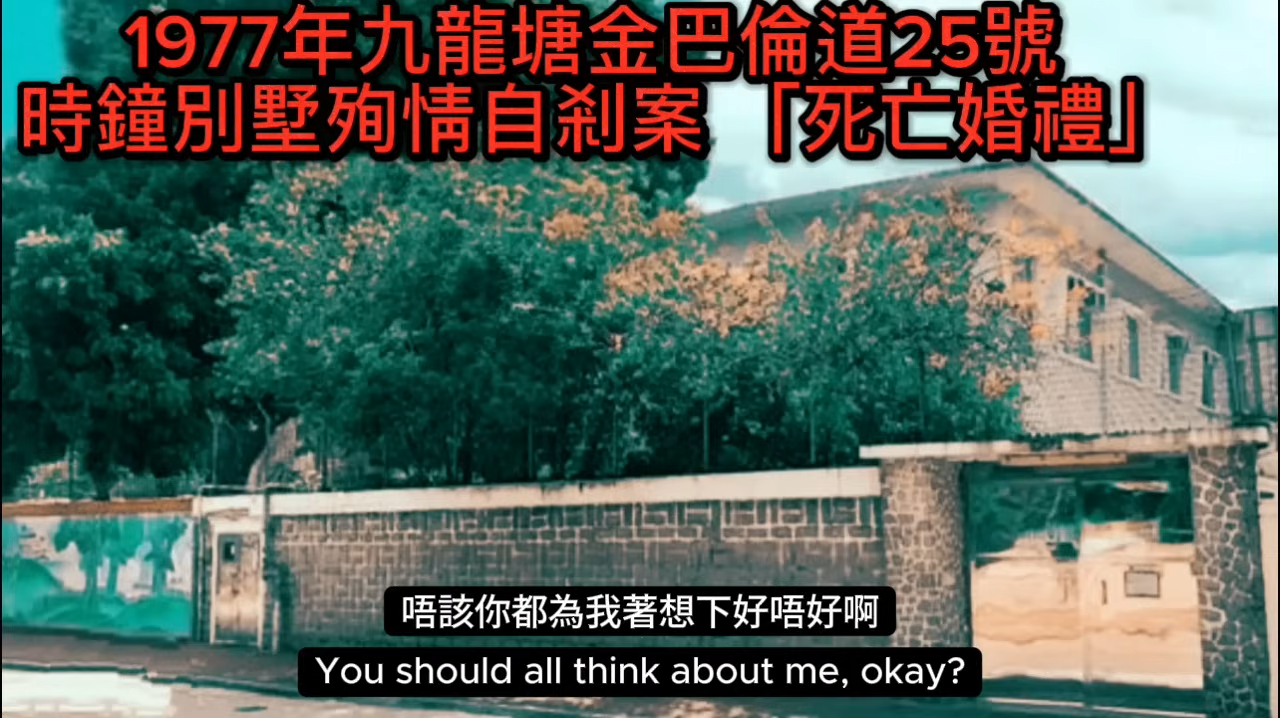 1977年九龍塘金巴倫道25號
時鐘別墅殉情自剎案 「死亡婚禮」
唔該你都為我著想下好唔好啊
You should all think about me, okay?